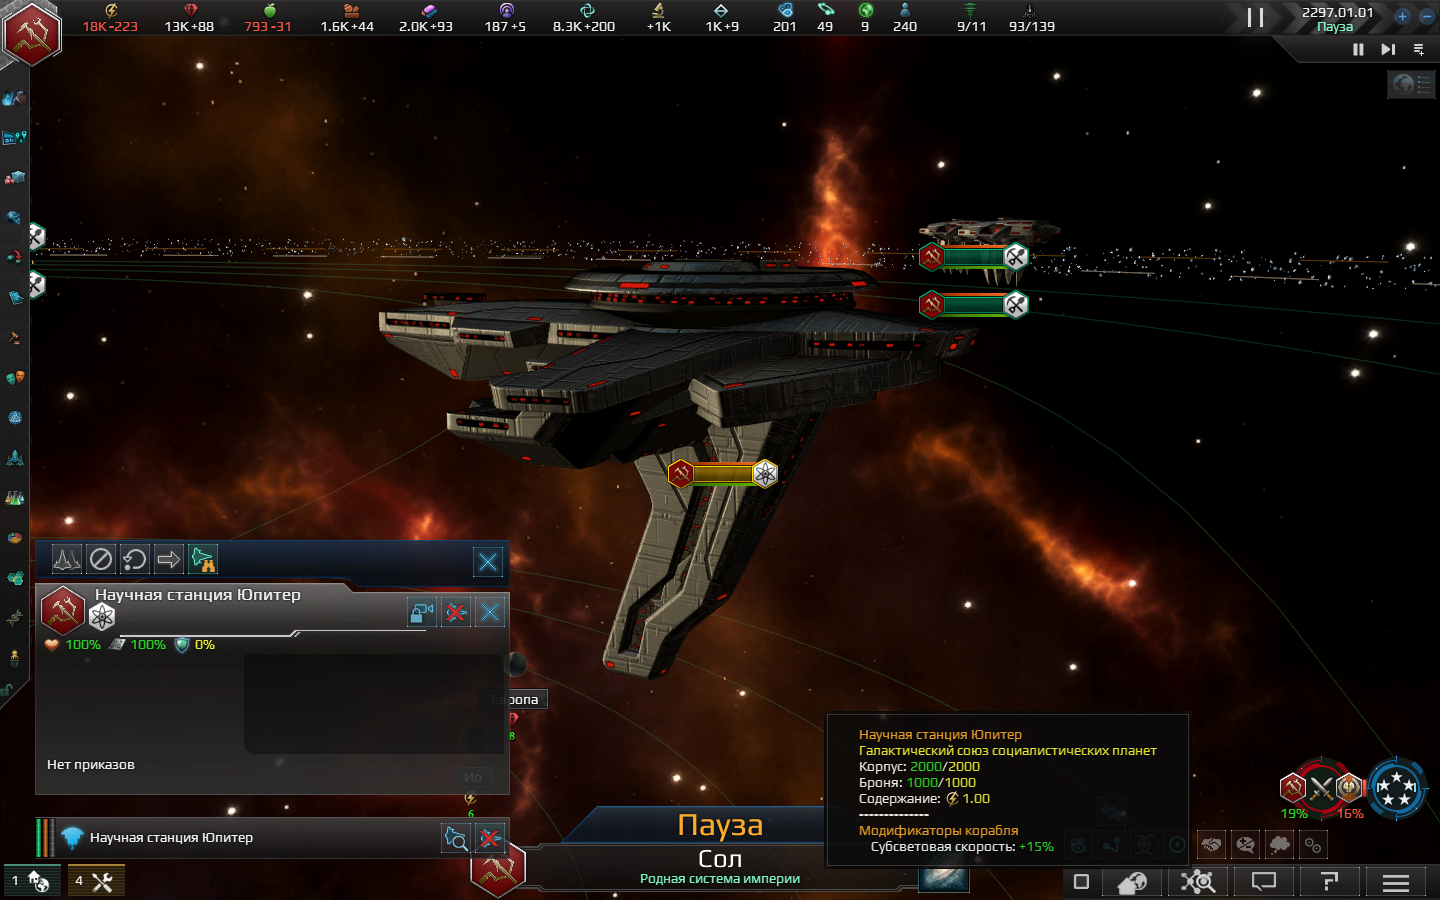 18K-223
13K+88
793-31
1.6K+44
2.0K+93
187+5
8.3K+200
+1K
1K+9
201
49
9
240
9/11
93/139
2297.01.01
Пауза
Научная станция Юпитер
100%
100%
0%
Европа
8
Нет приказов
Ио
6
Научная станция Юпитер
1
4
Пауза
Сол
Родная система империи
Научная станция Юпитер
Галактический союз социалистических планет
Корпус: 2000/2000
Броня: 1000/1000
Содержание: 1.00
--------------
Модификаторы корабля
Субсветовая скорость: +15%
19%
16%